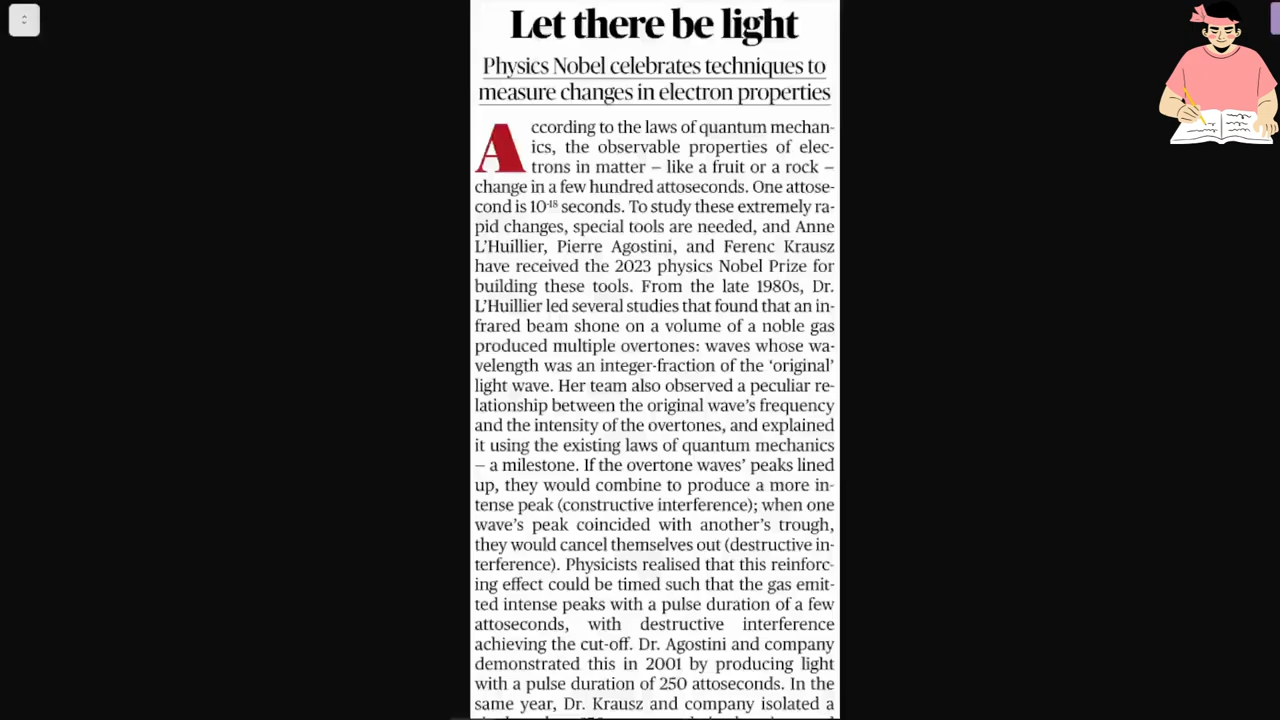 Let there be light
Physics Nobel celebrates techniques to
measure changes in electron properties
According to the laws of quantum mechan-
ics, the observable properties of elec-
trons in matter – like a fruit or a rock –
change in a few hundred attoseconds. One attose-
cond is 10⁻¹⁸ seconds. To study these extremely ra-
pid changes, special tools are needed, and Anne
L’Huillier, Pierre Agostini, and Ferenc Krausz
have received the 2023 physics Nobel Prize for
building these tools. From the late 1980s, Dr.
L’Huillier led several studies that found that an in-
frared beam shone on a volume of a noble gas
produced multiple overtones: waves whose wa-
velength was an integer-fraction of the ‘original’
light wave. Her team also observed a peculiar re-
lationship between the original wave’s frequency
and the intensity of the overtones, and explained
it using the existing laws of quantum mechanics
– a milestone. If the overtone waves’ peaks lined
up, they would combine to produce a more in-
tense peak (constructive interference); when one
wave’s peak coincided with another’s trough,
they would cancel themselves out (destructive in-
terference). Physicists realised that this reinforc-
ing effect could be timed such that the gas emit-
ted intense peaks with a pulse duration of a few
attoseconds, with destructive interference
achieving the cut-off. Dr. Agostini and company
demonstrated this in 2001 by producing light
with a pulse duration of 250 attoseconds. In the
same year, Dr. Krausz and company isolated a